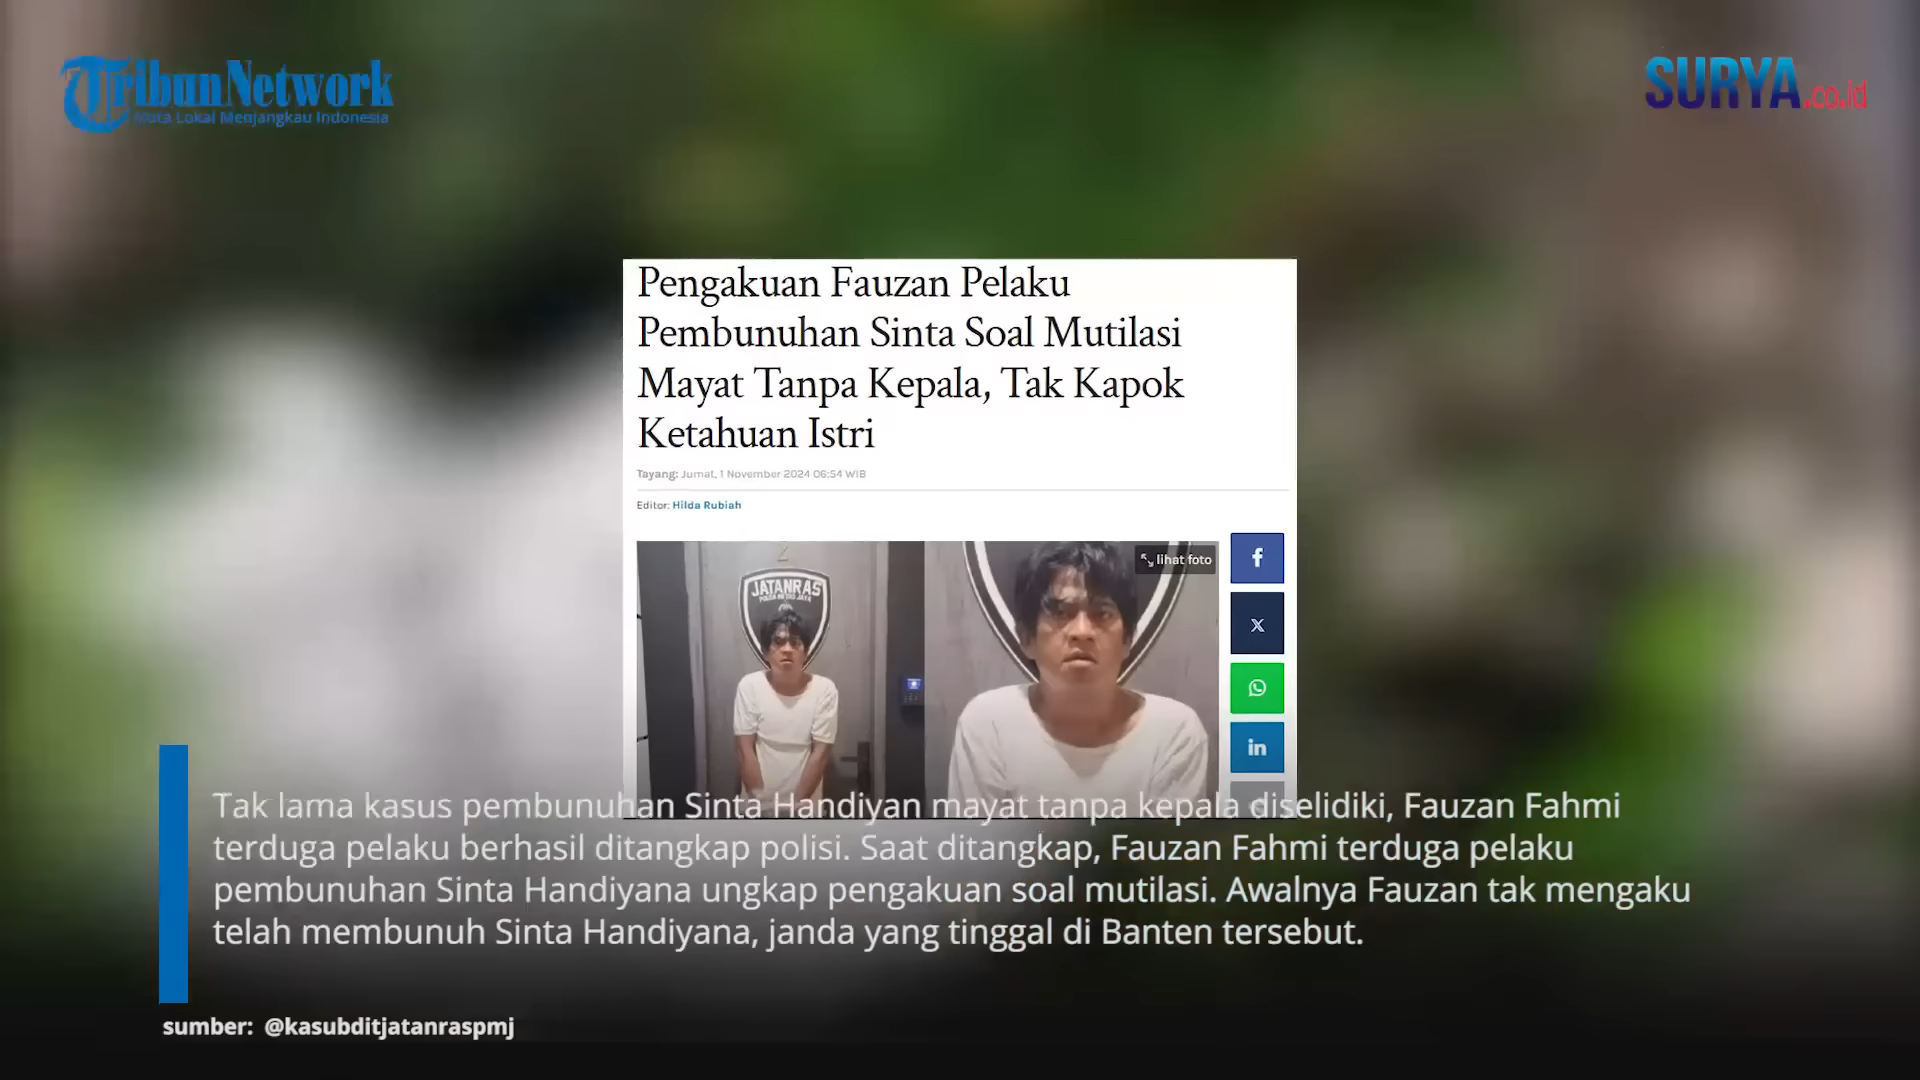 TribunNetwork
Mata Lokal Menjangkau Indonesia
SURYA.co.id
Pengakuan Fauzan Pelaku
Pembunuhan Sinta Soal Mutilasi
Mayat Tanpa Kepala, Tak Kapok
Ketahuan Istri
Tayang: Jumat, 1 November 2024 06:54 WIB
Editor: Hilda Rubiah
lihat foto
JATANRAS
POLDA METRO JAYA
Tak lama kasus pembunuhan Sinta Handiyan mayat tanpa kepala diselidiki, Fauzan Fahmi
terduga pelaku berhasil ditangkap polisi. Saat ditangkap, Fauzan Fahmi terduga pelaku
pembunuhan Sinta Handiyana ungkap pengakuan soal mutilasi. Awalnya Fauzan tak mengaku
telah membunuh Sinta Handiyana, janda yang tinggal di Banten tersebut.
sumber: @kasubditjatanraspmj